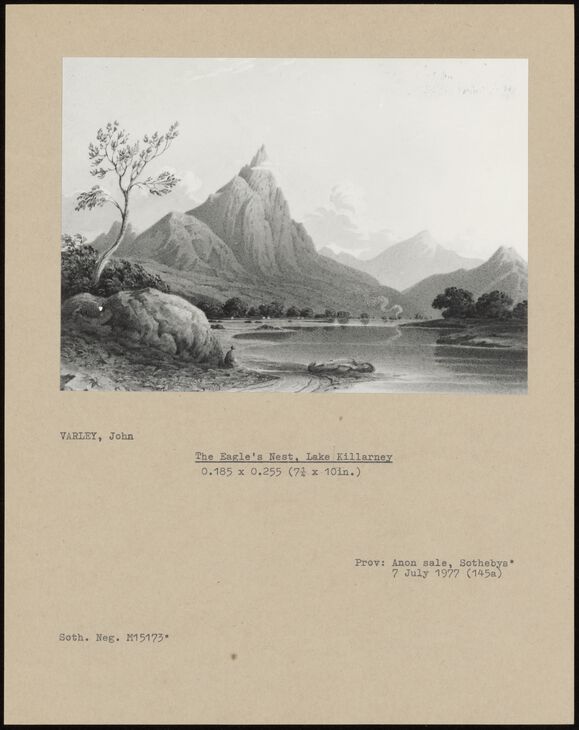 VARLEY, John
The Eagle's Nest, Lake Killarney
0.185 x 0.255 (7¼ x 10in.)
Prov: Anon sale, Sothebys*
7 July 1977 (145a)
Soth. Neg. M15173*